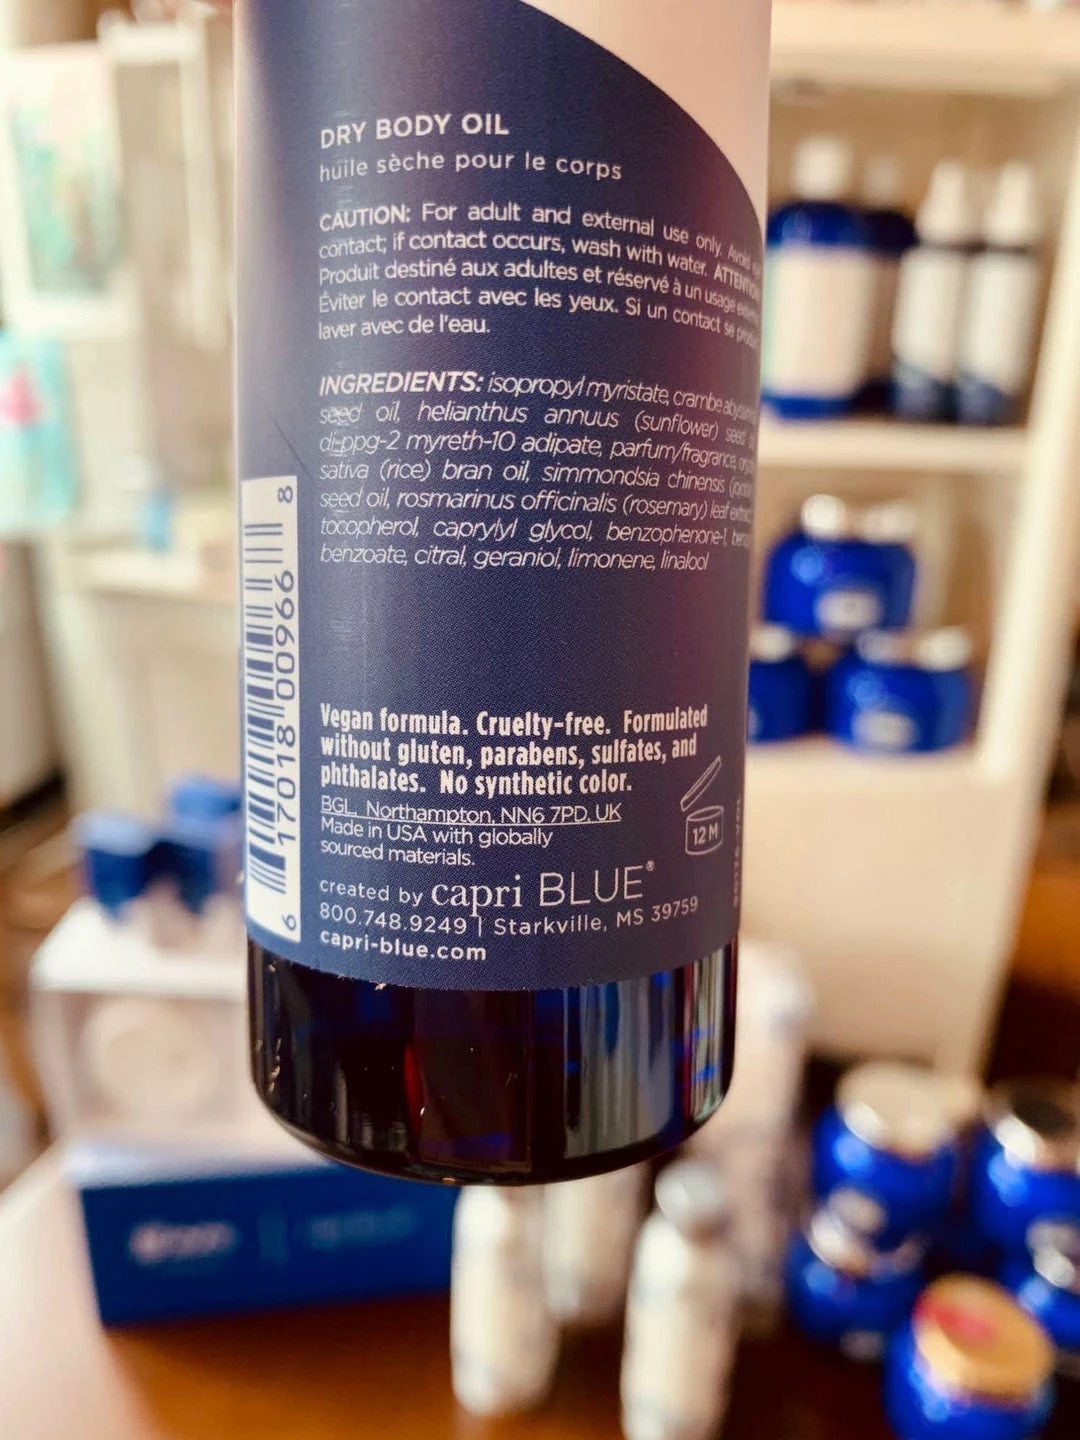 DRY BODY OIL
huile sèche pour le corps
CAUTION: For adult and external use only. Avoid
contact; if contact occurs, wash with water. ATTENTION
Produit destiné aux adultes et réservé à un usage
Éviter le contact avec les yeux. Si un contact se
laver avec de l'eau.
INGREDIENTS: isopropyl myristate, crambe
seed oil, helianthus annuus (sunflower) seed
di-ppg-2 myreth-10 adipate, parfum/fragrance,
sativa (rice) bran oil, simmondsia chinensis
seed oil, rosmarinus officinalis (rosemary) leaf
tocopherol, caprylyl glycol, benzophenone-1,
benzoate, citral, geraniol, limonene, linalool
Vegan formula. Cruelty-free. Formulated
without gluten, parabens, sulfates, and
phthalates. No synthetic color.
BGL, Northampton, NN6 7PD, UK
Made in USA with globally
sourced materials.
12 M
created by capri BLUE®
800.748.9249 | Starkville, MS 39759
capri-blue.com
6 17018 00966 8